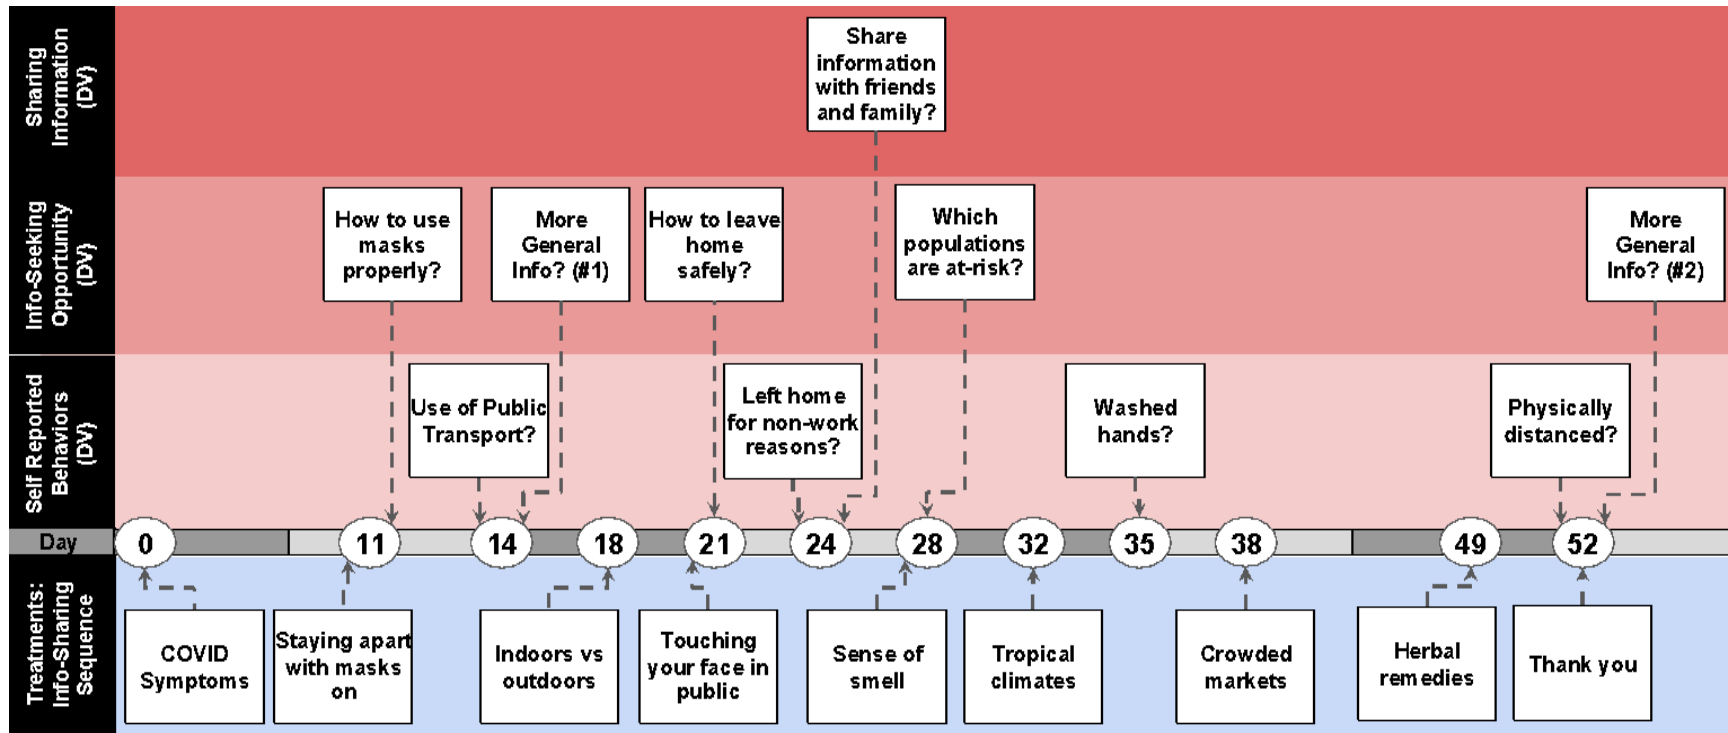 Sharing
Information
(DV)
Share
information
with friends
and family?
Info-Seeking
Opportunity
(DV)
How to use
masks
properly?
More
General
Info? (#1)
How to leave
home
safely?
Which
populations
are at-risk?
More
General
Info? (#2)
Self Reported
Behaviors
(DV)
Use of Public
Transport?
Left home
for non-work
reasons?
Washed
hands?
Physically
distanced?
Day
0
11
14
18
21
24
28
32
35
38
49
52
Treatments:
Info-Sharing
Sequence
COVID
Symptoms
Staying apart
with masks
on
Indoors vs
outdoors
Touching
your face in
public
Sense of
smell
Tropical
climates
Crowded
markets
Herbal
remedies
Thank you